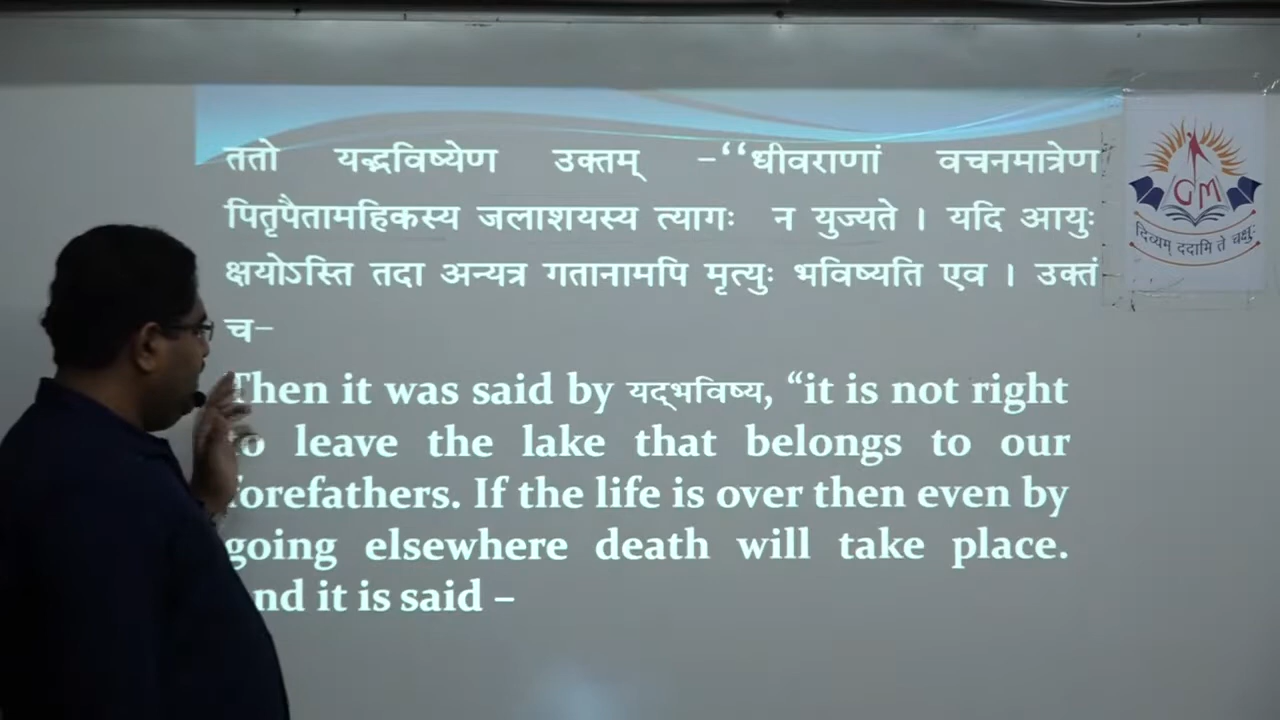 ततो यद्भविष्येण उक्तम् -“धीवराणां वचनमात्रेण
पितृपैतामहिकस्य जलाशयस्य त्यागः न युज्यते । यदि आयुः
क्षयोऽस्ति तदा अन्यत्र गतानामपि मृत्युः भविष्यति एव । उक्तं
च-
Then it was said by यद्भविष्य, “it is not right
to leave the lake that belongs to our
forefathers. If the life is over then even by
going elsewhere death will take place.
And it is said –
GM
दिव्यम् ददामि ते चक्षुः